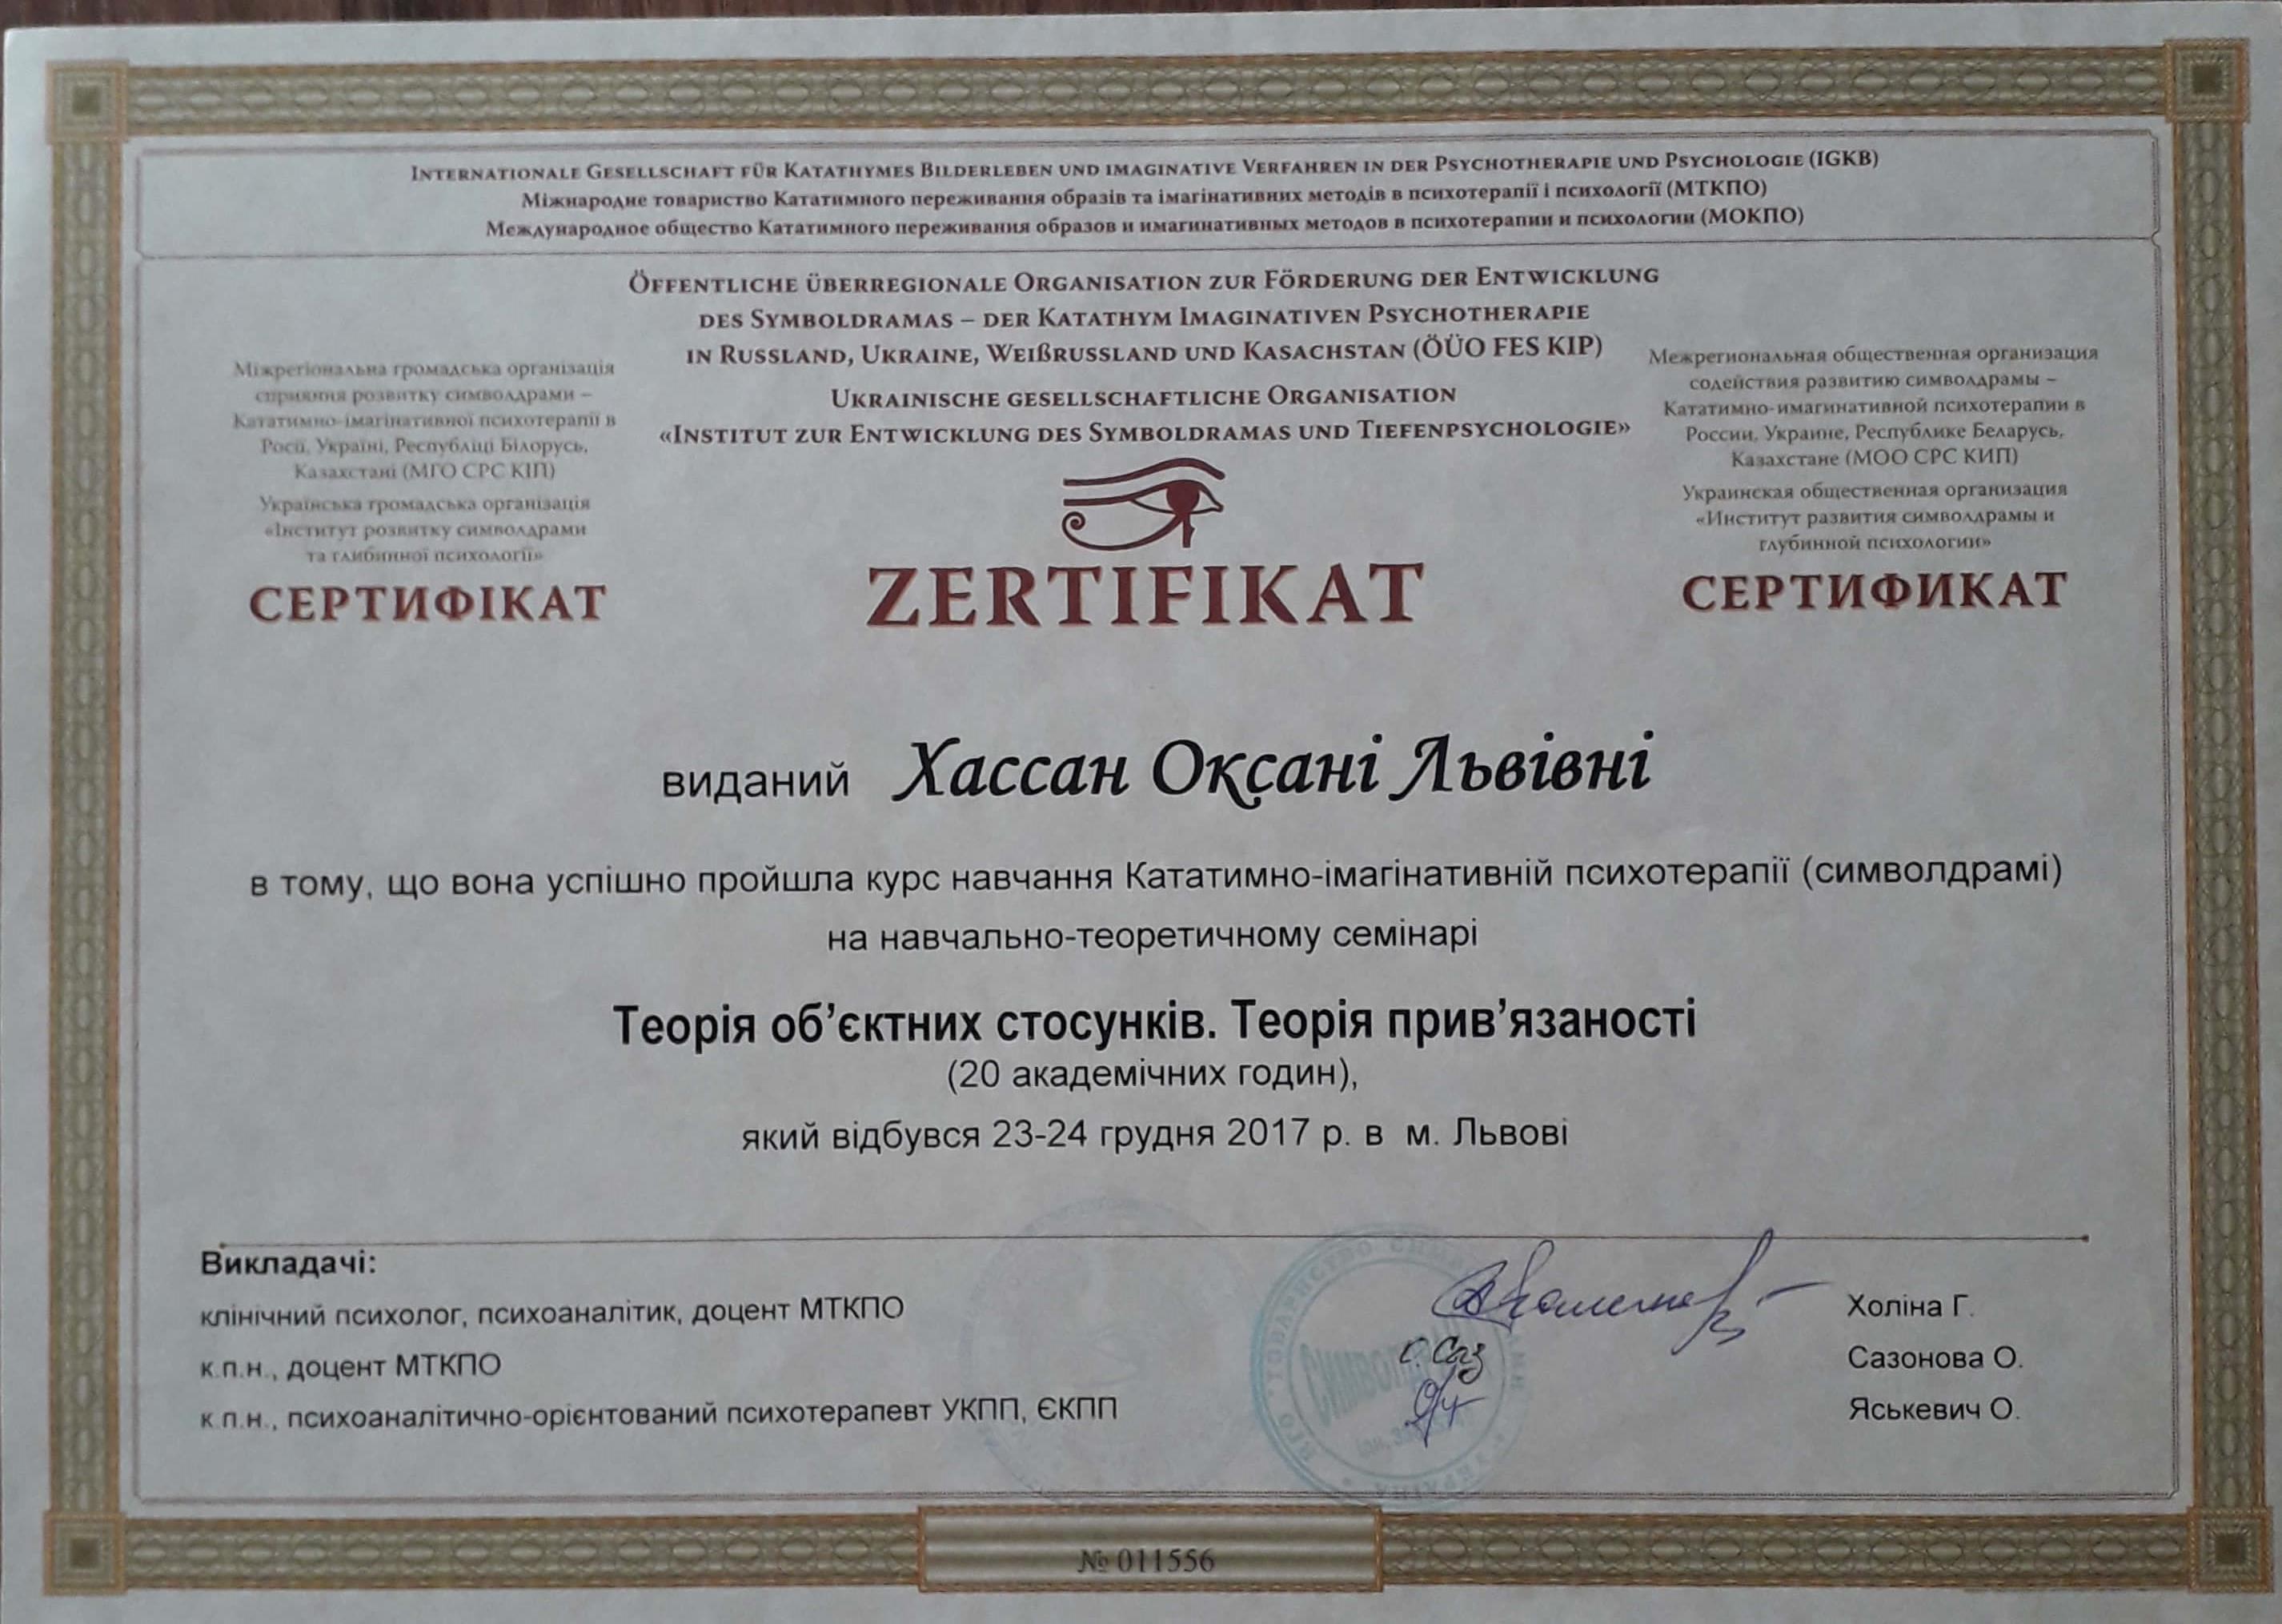 Internationale Gesellschaft für Katathymes Bilderleben und imaginative Verfahren in der Psychotherapie und Psychologie (IGKB)
Міжнародне товариство Кататимного переживання образів та імагінативних методів в психотерапії і психології (МТКПО)
Международное общество Кататимного переживания образов и имагинативных методов в психотерапии и психологии (МОКПО)
Öffentliche überregionale Organisation zur Förderung der Entwicklung
des Symboldramas – der Katathym Imaginativen Psychotherapie
in Russland, Ukraine, Weißrussland und Kasachstan (ÖÜO FES KIP)
Ukrainische gesellschaftliche Organisation
«Institut zur Entwicklung des Symboldramas und Tiefenpsychologie»
Міжрегіональна громадська організація
сприяння розвитку символдрами –
Кататимно-імагінативної психотерапії в
Росії, Україні, Республіці Білорусь,
Казахстані (МГО СРС КІП)
Українська громадська організація
«Інститут розвитку символдрами
та глибинної психології»
СЕРТИФІКАТ
ZERTIFIKAT
Межрегиональная общественная организация
содействия развитию символдрамы –
Кататимно-имагинативной психотерапии в
России, Украине, Республике Беларусь,
Казахстане (МОО СРС КИП)
Украинская общественная организация
«Институт развития символдрамы и
глубинной психологии»
СЕРТИФИКАТ
виданий Хассан Оксані Львівні
в тому, що вона успішно пройшла курс навчання Кататимно-імагінативній психотерапії (символдрамі)
на навчально-теоретичному семінарі
Теорія об’єктних стосунків. Теорія прив’язаності
(20 академічних годин),
який відбувся 23-24 грудня 2017 р. в м. Львові
Викладачі:
клінічний психолог, психоаналітик, доцент МТКПО Холіна Г.
к.п.н., доцент МТКПО Сазонова О.
к.п.н., психоаналітично-орієнтований психотерапевт УКПП, ЄКПП Яськевич О.
№ 011556